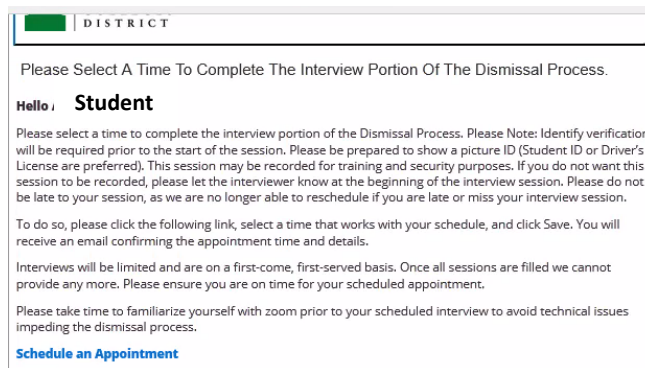 DISTRICT
Please Select A Time To Complete The Interview Portion Of The Dismissal Process.
Hello Student
Please select a time to complete the interview portion of the Dismissal Process. Please Note: Identify verification
will be required prior to the start of the session. Please be prepared to show a picture ID (Student ID or Driver's
License are preferred). This session may be recorded for training and security purposes. If you do not want this
session to be recorded, please let the interviewer know at the beginning of the interview session. Please do not
be late to your session, as we are no longer able to reschedule if you are late or miss your interview session.
To do so, please click the following link, select a time that works with your schedule, and click Save. You will
receive an email confirming the appointment time and details.
Interviews will be limited and are on a first-come, first-served basis. Once all sessions are filled we cannot
provide any more. Please ensure you are on time for your scheduled appointment.
Please take time to familiarize yourself with zoom prior to your scheduled interview to avoid technical issues
impeding the dismissal process.
Schedule an Appointment